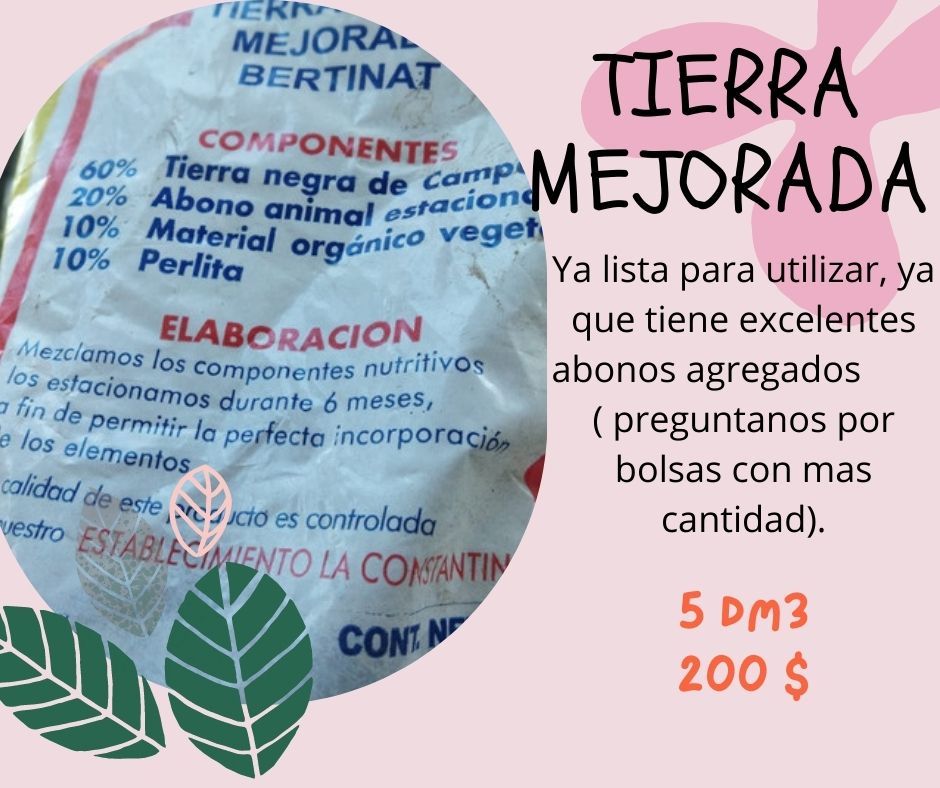 MEJORAD
BERTINAT
COMPONENTES
60% Tierra negra de Camp
20% Abono animal estacion
10% Material orgánico veget
10% Perlita
ELABORACION
Mezclamos los componentes nutritivos
los estacionamos durante 6 meses,
a fin de permitir la perfecta incorporación
e los elementos
calidad de este producto es controlada
uestro ESTABLECIMIENTO LA CONSTANTIN
CONT. NE
TIERRA
MEJORADA
Ya lista para utilizar, ya
que tiene excelentes
abonos agregados
( preguntanos por
bolsas con mas
cantidad).
5 DM3
200 $